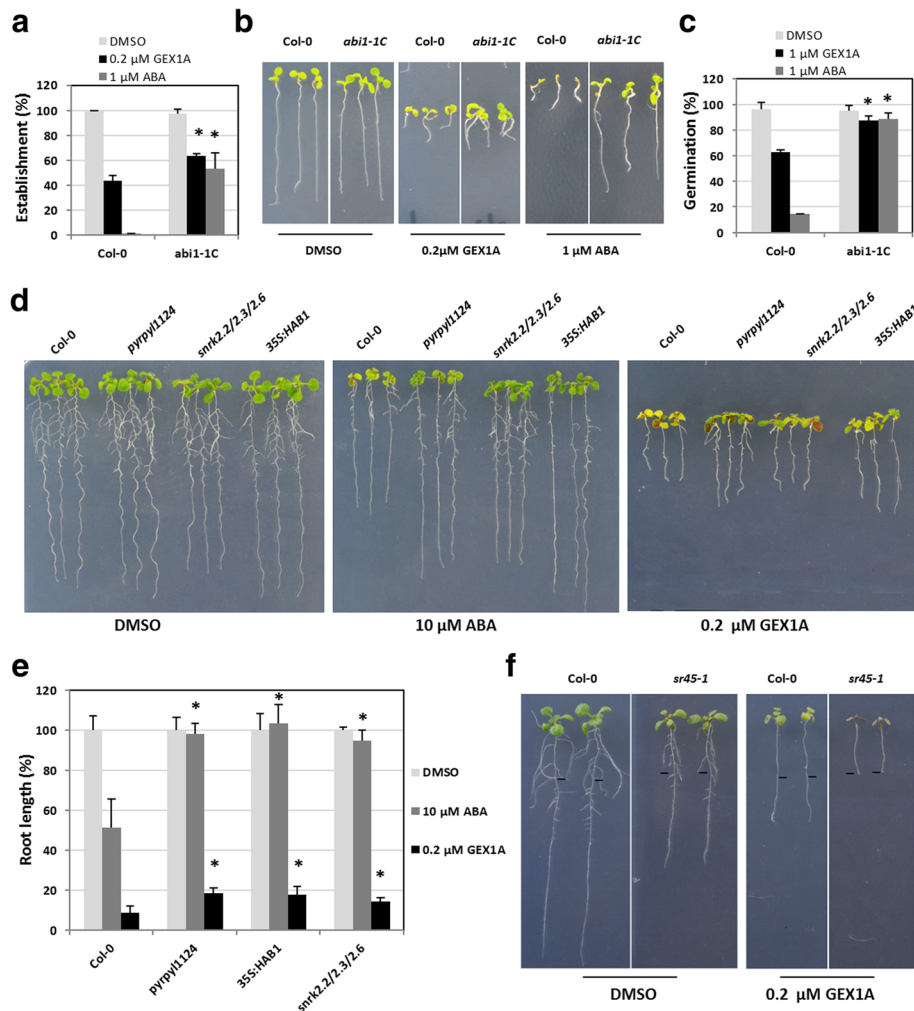 a
DMSO
0.2 µM GEX1A
1 µM ABA
Establishment (%)
120
100
80
60
40
20
0
* *
Col-0 abi1-1C
b
Col-0 abi1-1C Col-0 abi1-1C Col-0 abi1-1C
DMSO 0.2µM GEX1A 1 µM ABA
c
DMSO
1 µM GEX1A
1 µM ABA
Germination (%)
120
100
80
60
40
20
0
* *
Col-0 abi1-1C
d
Col-0 pyrpyl1124 snrk2.2/2.3/2.6 35S:HAB1
Col-0 pyrpyl1124 snrk2.2/2.3/2.6 35S:HAB1
Col-0 pyrpyl1124 snrk2.2/2.3/2.6 35S:HAB1
DMSO 10 µM ABA 0.2 µM GEX1A
e
Root length (%)
120
100
80
60
40
20
0
* * *
* * *
Col-0 pyrpyl1124 35S:HAB1 snrk2.2/2.3/2.6
DMSO
10 µM ABA
0.2 µM GEX1A
f
Col-0 sr45-1 Col-0 sr45-1
DMSO 0.2 µM GEX1A